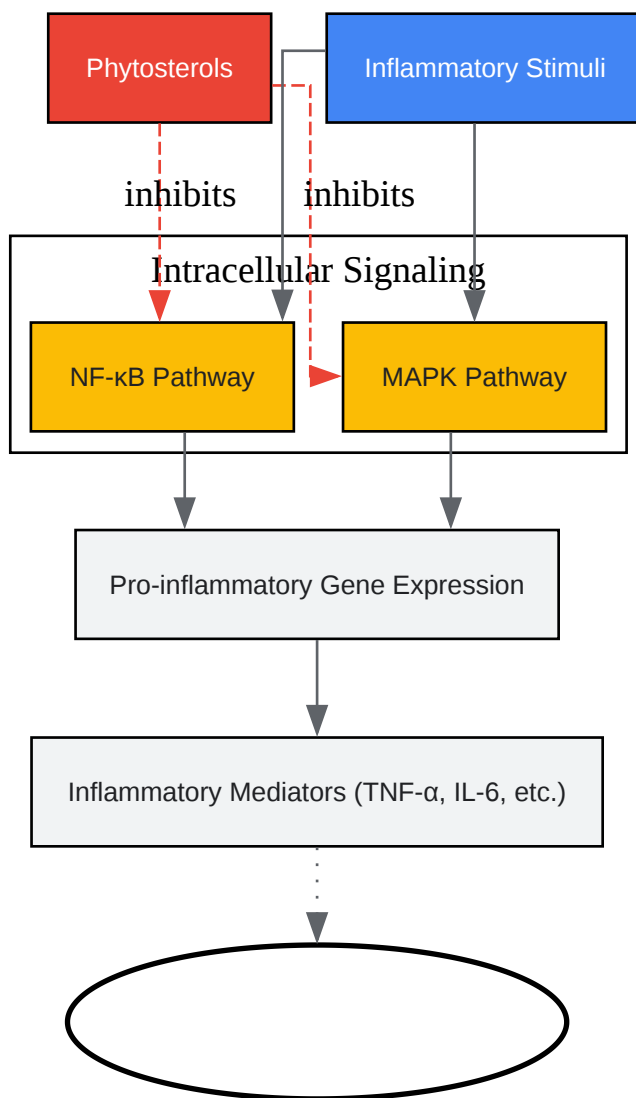 Phytosterols
Inflammatory Stimuli
inhibits
inhibits
Intracellular Signaling
NF-κB Pathway
MAPK Pathway
Pro-inflammatory Gene Expression
Inflammatory Mediators (TNF-α, IL-6, etc.)